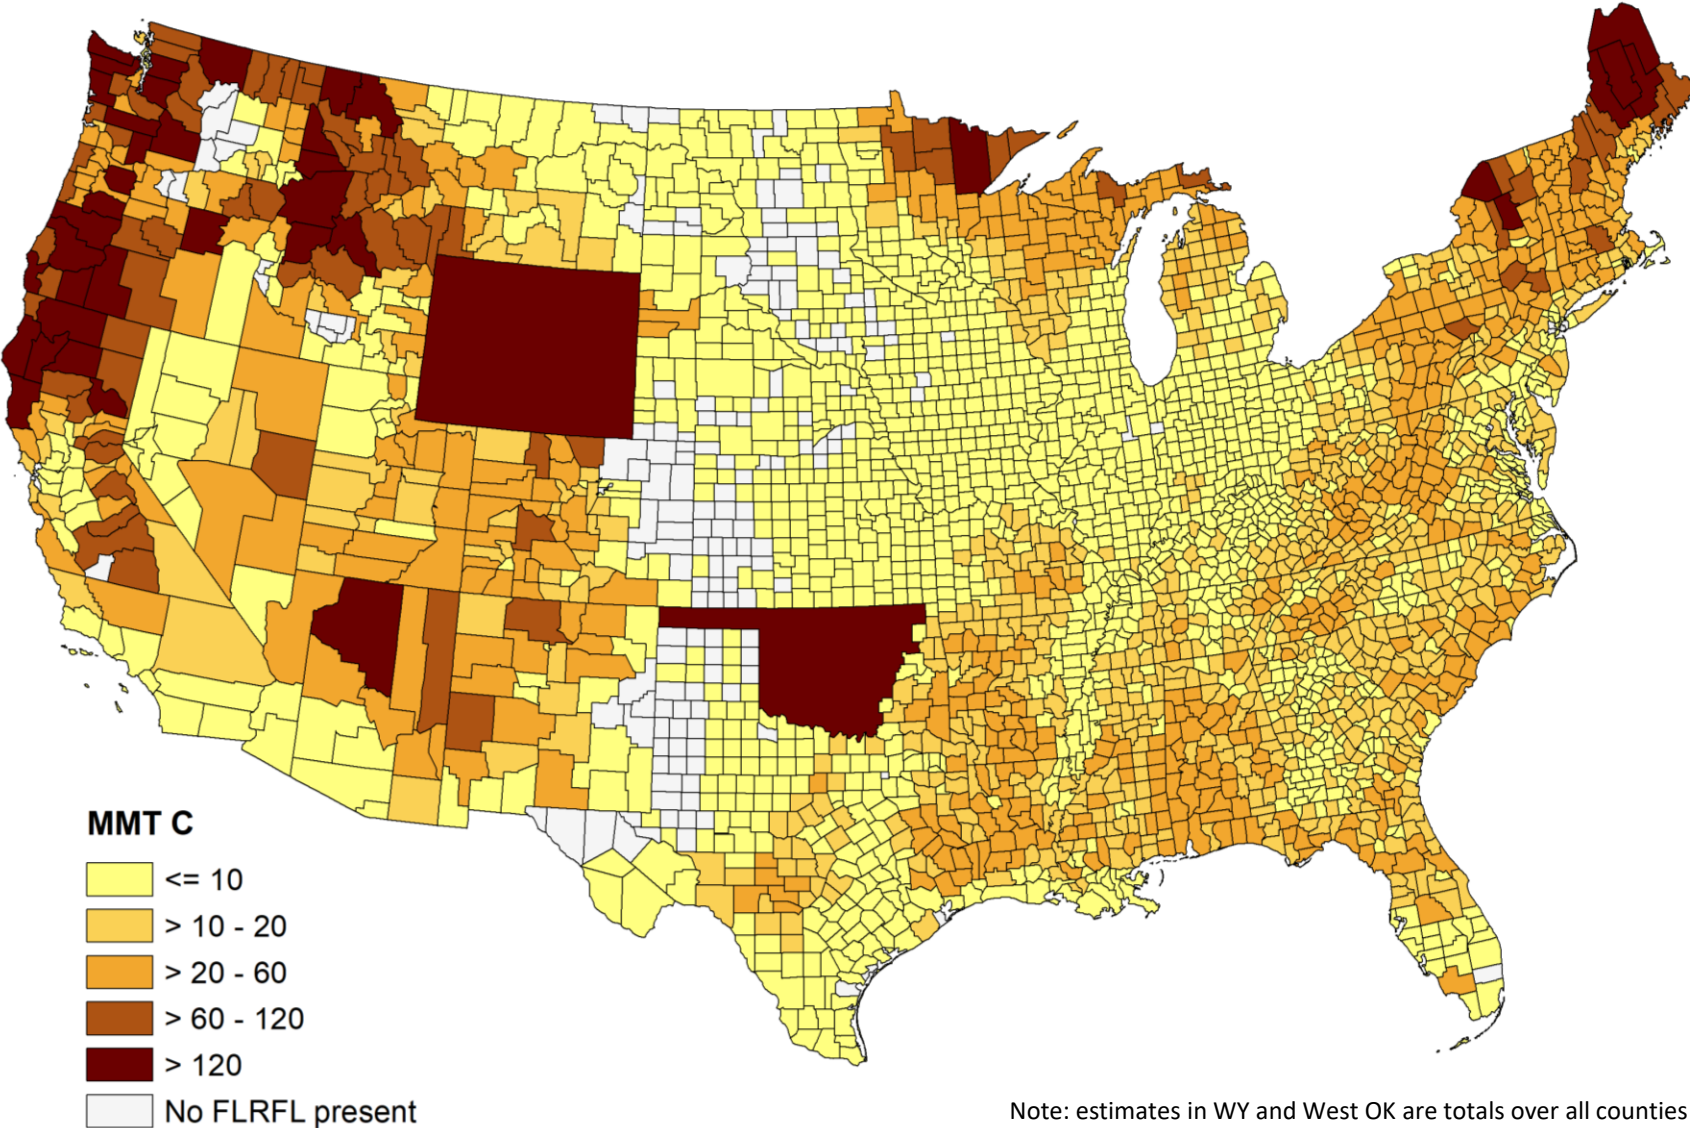 MMT C
<= 10
> 10 - 20
> 20 - 60
> 60 - 120
> 120
No FLRFL present
Note: estimates in WY and West OK are totals over all counties